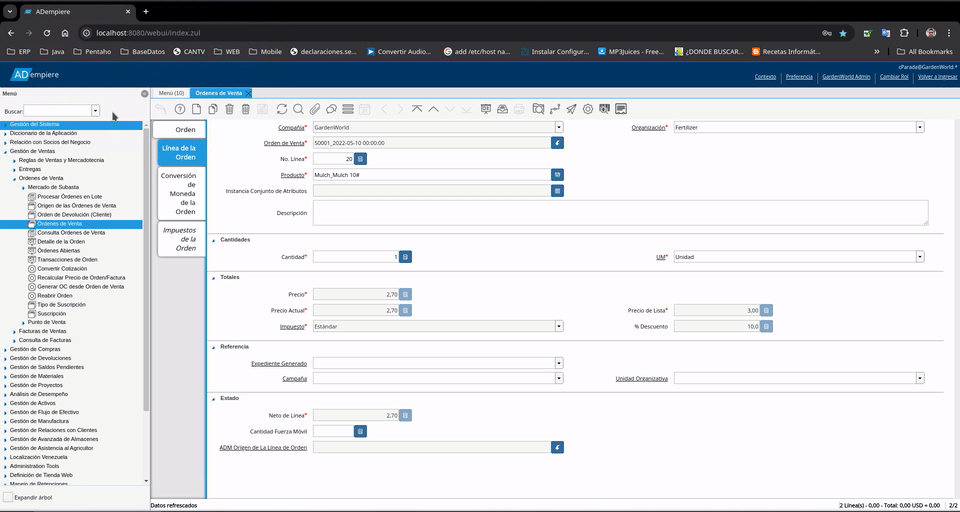 ADempiere
localhost:8080/webui/index.zul
ERP
Java
Pentaho
BaseDatos
CANTV
WEB
Mobile
declaraciones.se...
Convertir Audio...
add /etc/host na...
Instalar Configur...
MP3Juices - Free...
¿DONDE BUSCAR...
Recetas Informát...
All Bookmarks
ADempiere
cParada@GardenWorld.*
Contexto
Preferencia
GardenWorld Admin
Cambiar Rol
Volver a Ingresar
Menú
Menú (10)
Órdenes de Venta
Buscar:
Gestión del Sistema
Diccionario de la Aplicación
Relación con Socios del Negocio
Gestión de Ventas
Reglas de Ventas y Mercadotecnia
Entregas
Ordenes de Venta
Mercado de Subasta
Procesar Órdenes en Lote
Origen de las Órdenes de Venta
Orden de Devolución (Cliente)
Órdenes de Venta
Consulta Ordenes de Venta
Detalle de la Orden
Órdenes Abiertas
Transacciones de Orden
Convertir Cotización
Recalcular Precio de Orden/Factura
Generar OC desde Orden de Venta
Reabrir Orden
Tipo de Suscripción
Suscripción
Punto de Venta
Facturas de Ventas
Consulta de Facturas
Gestión de Compras
Gestión de Devoluciones
Gestión de Saldos Pendientes
Gestión de Materiales
Gestión de Proyectos
Análisis de Desempeño
Gestión de Activos
Gestión de Flujo de Efectivo
Gestión de Manufactura
Gestión de Relaciones con Clientes
Gestión de Avanzada de Almacenes
Gestión de Asistencia al Agricultor
Localización Venezuela
Administration Tools
Definición de Tienda Web
Manejo de Retenciones
Expandir árbol
Orden
Línea de la
Orden
Conversión
de
Moneda
de la
Orden
Impuestos
de la
Orden
Compañía*
GardenWorld
Organización*
Fertilizer
Orden de Venta*
50001_2022-05-10 00:00:00
No. Línea*
20
Producto*
Mulch_Mulch 10#
Instancia Conjunto de Atributos
Descripción
Cantidades
Cantidad*
1
UM*
Unidad
Totales
Precio*
2,70
Precio Actual*
2,70
Precio de Lista*
3,00
Impuesto*
Estándar
% Descuento
10,0
Referencia
Expediente Generado
Campaña
Unidad Organizativa
Estado
Neto de Línea*
2,70
Cantidad Fuerza Móvil
ADM Origen de La Línea de Orden
Datos refrescados
2 Línea(s) - 0,00 - Total: 0,00 USD = 0,00
2/2